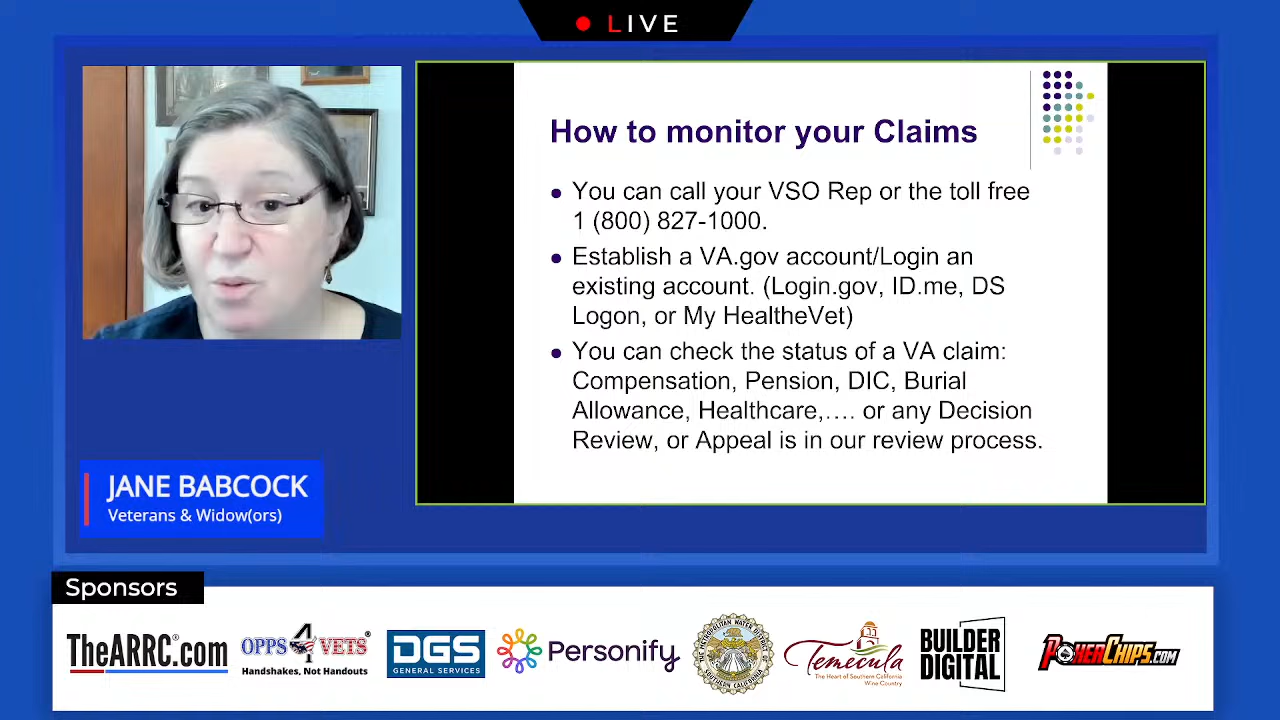 LIVE
How to monitor your Claims
You can call your VSO Rep or the toll free
1 (800) 827-1000.
Establish a VA.gov account/Login an
existing account. (Login.gov, ID.me, DS
Logon, or My HealtheVet)
You can check the status of a VA claim:
Compensation, Pension, DIC, Burial
Allowance, Healthcare,.... or any Decision
Review, or Appeal is in our review process.
JANE BABCOCK
Veterans & Widow(ors)
Sponsors
TheARRC.com
OPPS 4 VETS®
Handshakes, Not Handouts
DGS
GENERAL SERVICES
Personify
Temecula
The Heart of Southern California
Wine Country
BUILDER
DIGITAL
POKERCHIPS.COM